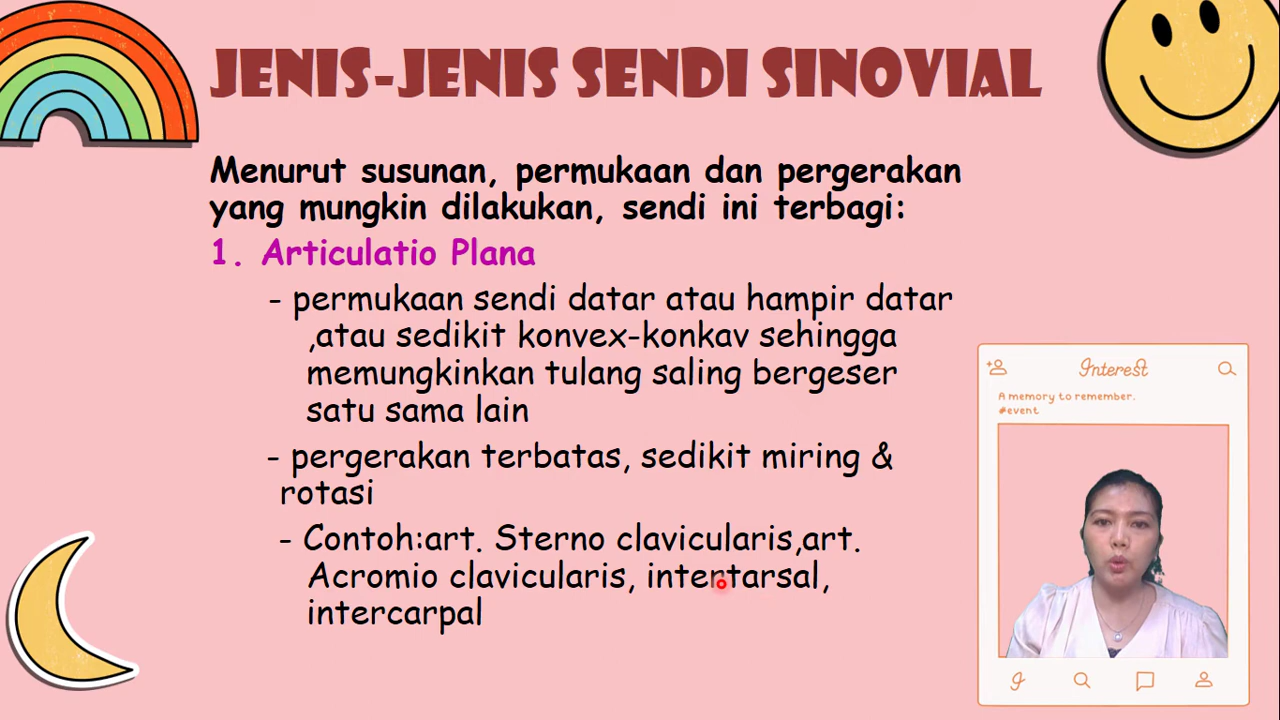 JENIS-JENIS SENDI SINOVIAL
Menurut susunan, permukaan dan pergerakan
yang mungkin dilakukan, sendi ini terbagi:
1. Articulatio Plana
- permukaan sendi datar atau hampir datar
,atau sedikit konvex-konkav sehingga
memungkinkan tulang saling bergeser
satu sama lain
- pergerakan terbatas, sedikit miring &
rotasi
- Contoh:art. Sterno clavicularis,art.
Acromio clavicularis, intertarsal,
intercarpal
Interest
A memory to remember.
#event